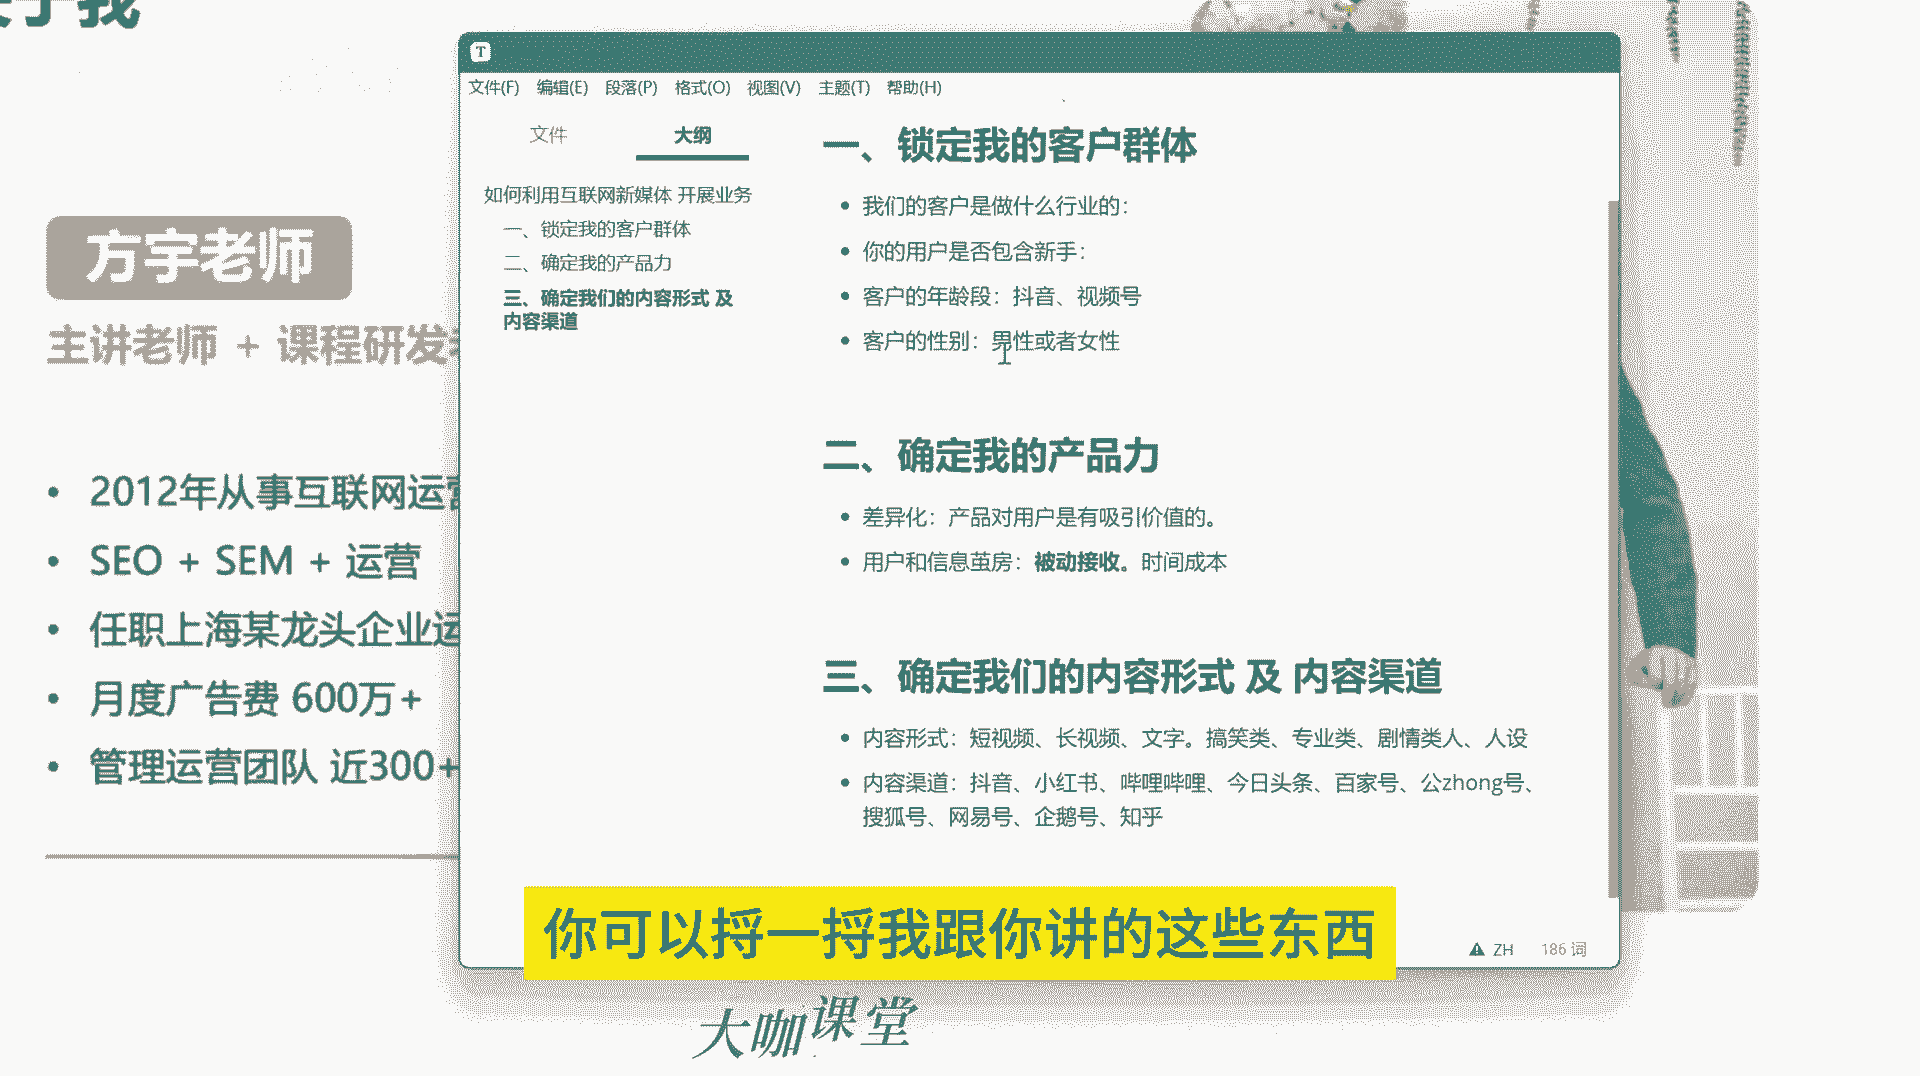 方宇老师
主讲老师 + 课程研发
2012年从事互联网运
SEO + SEM + 运营
任职上海某龙头企业运
月度广告费 600万+
管理运营团队 近300+
T
文件(F) 编辑(E) 段落(P) 格式(O) 视图(V) 主题(T) 帮助(H)
文件 大纲
如何利用互联网新媒体 开展业务
一、锁定我的客户群体
二、确定我的产品力
三、确定我们的内容形式 及
内容渠道
一、锁定我的客户群体
我们的客户是做什么行业的：
你的用户是否包含新手：
客户的年龄段：抖音、视频号
客户的性别：男性或者女性
二、确定我的产品力
差异化：产品对用户是有吸引价值的。
用户和信息茧房：被动接收。时间成本
三、确定我们的内容形式 及 内容渠道
内容形式：短视频、长视频、文字。搞笑类、专业类、剧情类人、人设
内容渠道：抖音、小红书、哔哩哔哩、今日头条、百家号、公zhong号、
搜狐号、网易号、企鹅号、知乎
ZH 186 词
你可以捋一捋我跟你讲的这些东西
大咖课堂